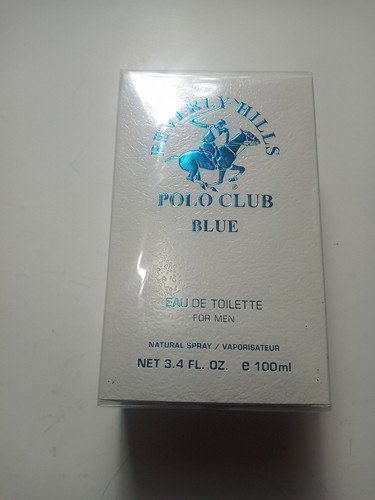 BEVERLY HILLS
®
POLO CLUB
BLUE
EAU DE TOILETTE
FOR MEN
NATURAL SPRAY / VAPORISATEUR
NET 3.4 FL. OZ. e 100ml